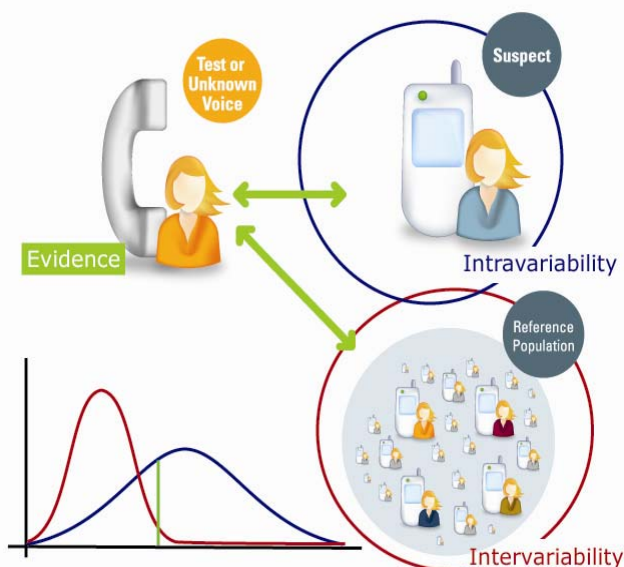 Test or
Unknown
Voice
Suspect
Evidence
Intravariability
Reference
Population
Intervariability